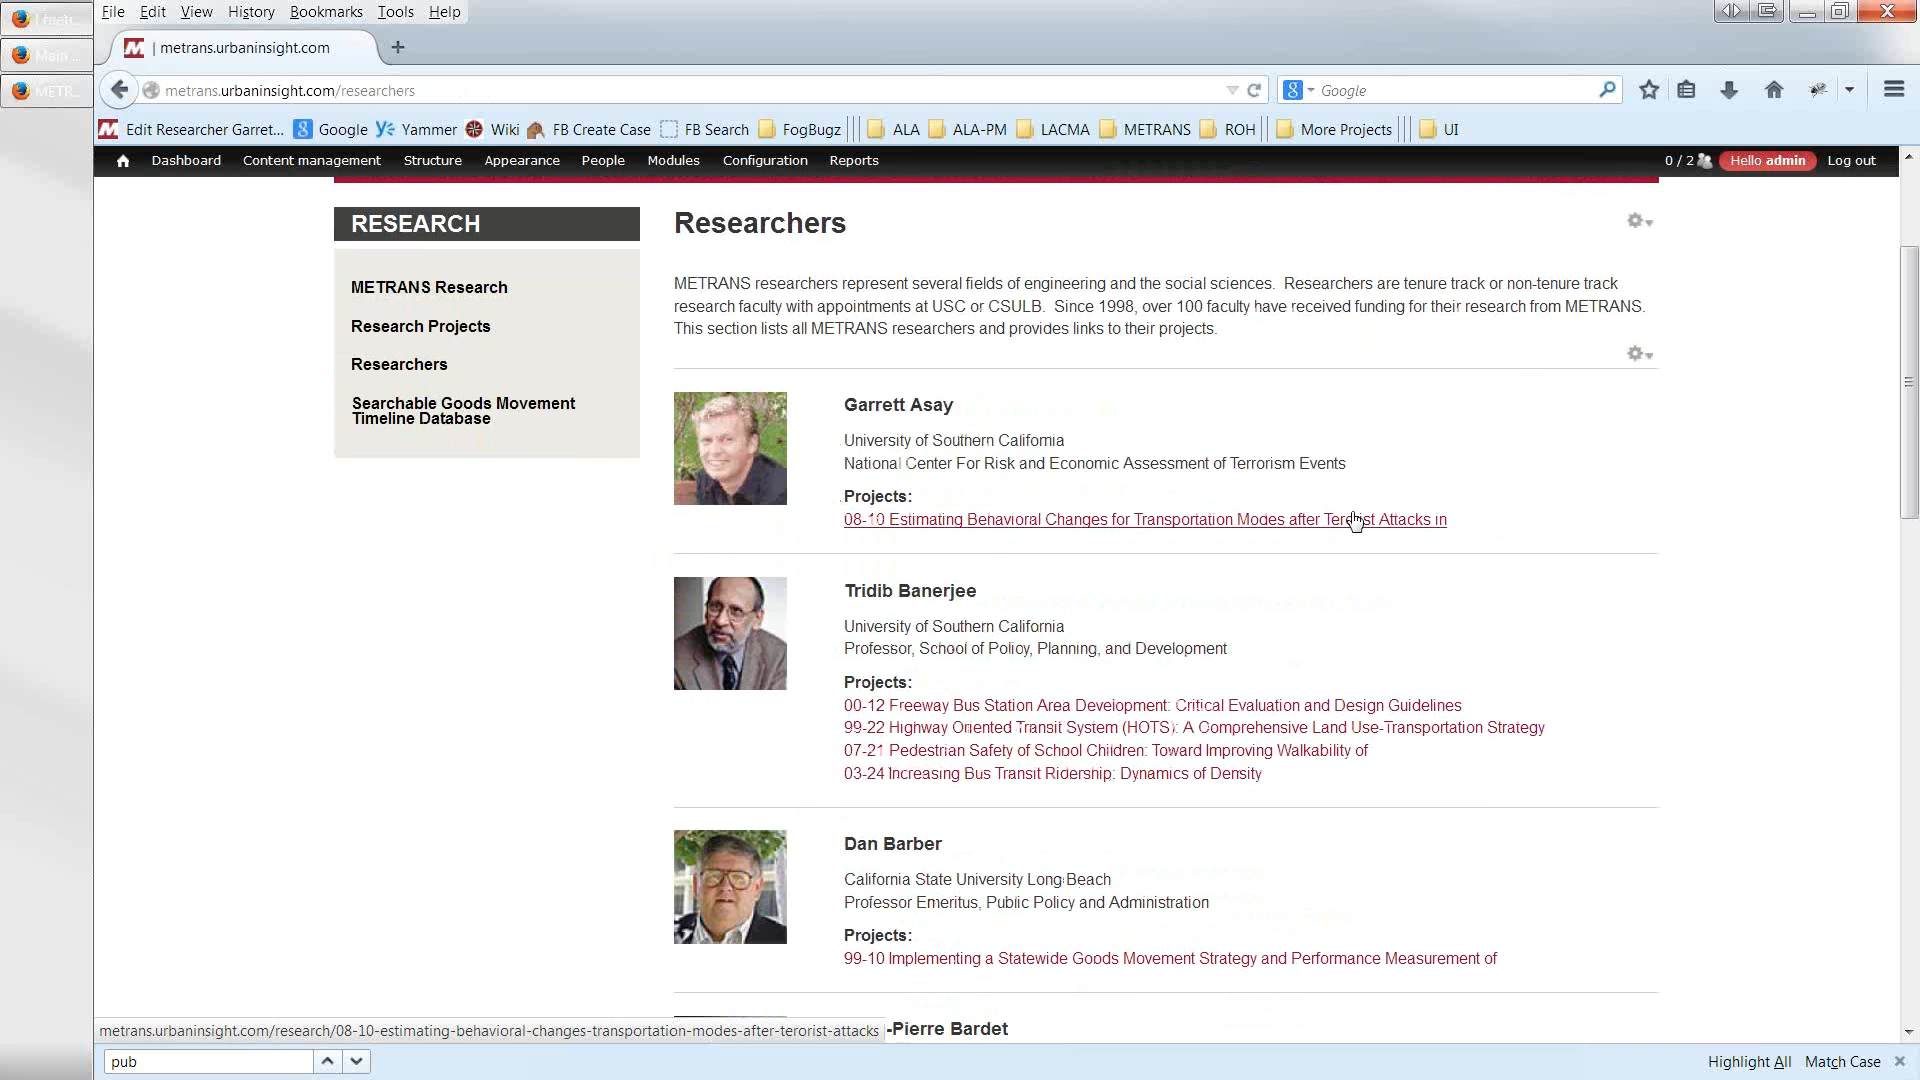 File Edit View History Bookmarks Tools Help
| metrans.urbaninsight.com
Main
METR
metrans.urbaninsight.com/researchers
Google
Edit Researcher Garret... Google Yammer Wiki FB Create Case FB Search FogBugz ALA ALA-PM LACMA METRANS ROH More Projects UI
Dashboard Content management Structure Appearance People Modules Configuration Reports 0 / 2 Hello admin Log out
RESEARCH
METRANS Research
Research Projects
Researchers
Searchable Goods Movement
Timeline Database
Researchers
METRANS researchers represent several fields of engineering and the social sciences. Researchers are tenure track or non-tenure track
research faculty with appointments at USC or CSULB. Since 1998, over 100 faculty have received funding for their research from METRANS.
This section lists all METRANS researchers and provides links to their projects.
Garrett Asay
University of Southern California
National Center For Risk and Economic Assessment of Terrorism Events
Projects:
08-10 Estimating Behavioral Changes for Transportation Modes after Terorist Attacks in
Tridib Banerjee
University of Southern California
Professor, School of Policy, Planning, and Development
Projects:
00-12 Freeway Bus Station Area Development: Critical Evaluation and Design Guidelines
99-22 Highway Oriented Transit System (HOTS): A Comprehensive Land Use-Transportation Strategy
07-21 Pedestrian Safety of School Children: Toward Improving Walkability of
03-24 Increasing Bus Transit Ridership: Dynamics of Density
Dan Barber
California State University Long Beach
Professor Emeritus, Public Policy and Administration
Projects:
99-10 Implementing a Statewide Goods Movement Strategy and Performance Measurement of
-Pierre Bardet
metrans.urbaninsight.com/research/08-10-estimating-behavioral-changes-transportation-modes-after-terorist-attacks
pub
Highlight All Match Case